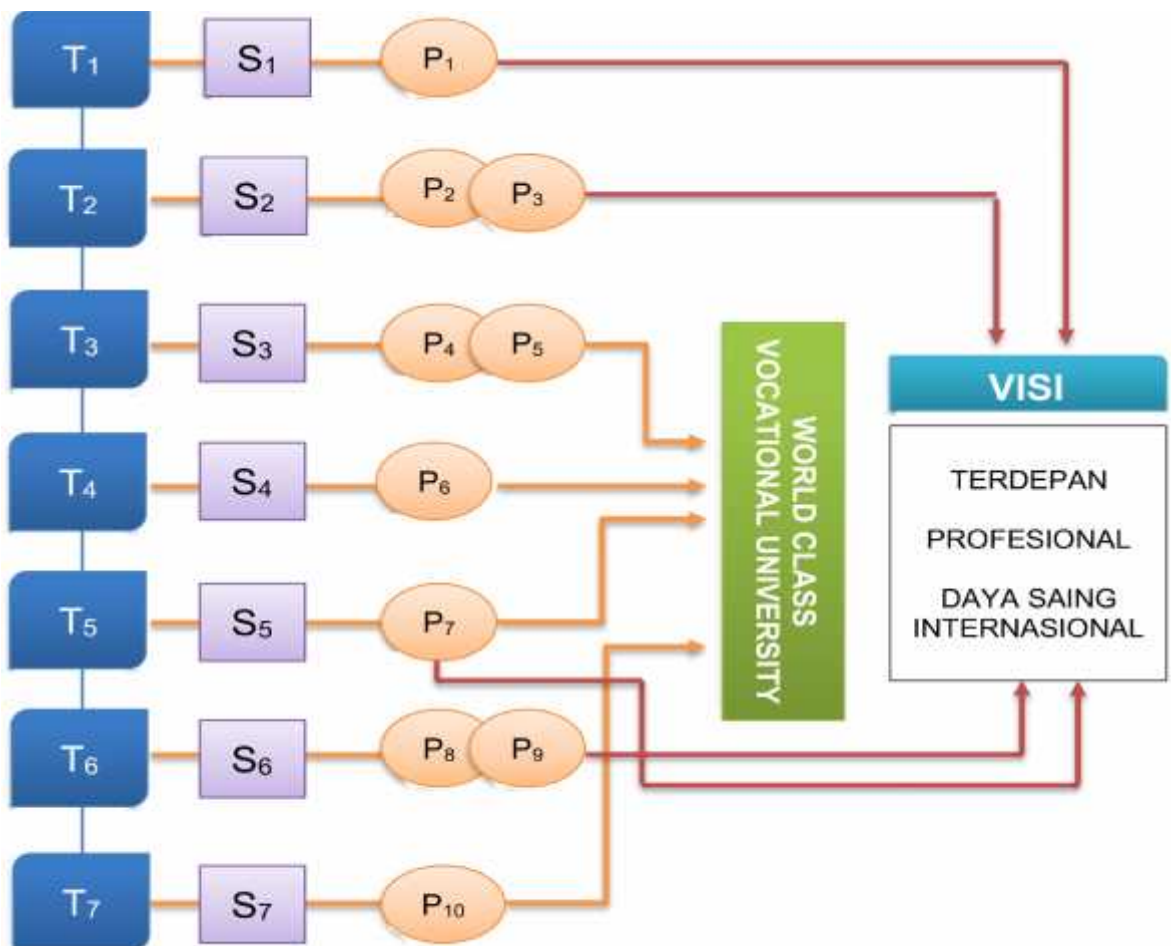 T₁ S₁ P₁
T₂ S₂ P₂ P₃
T₃ S₃ P₄ P₅
T₄ S₄ P₆
T₅ S₅ P₇
T₆ S₆ P₈ P₉
T₇ S₇ P₁₀
WORLD CLASS
VOCATIONAL UNIVERSITY
VISI
TERDEPAN
PROFESIONAL
DAYA SAING
INTERNASIONAL